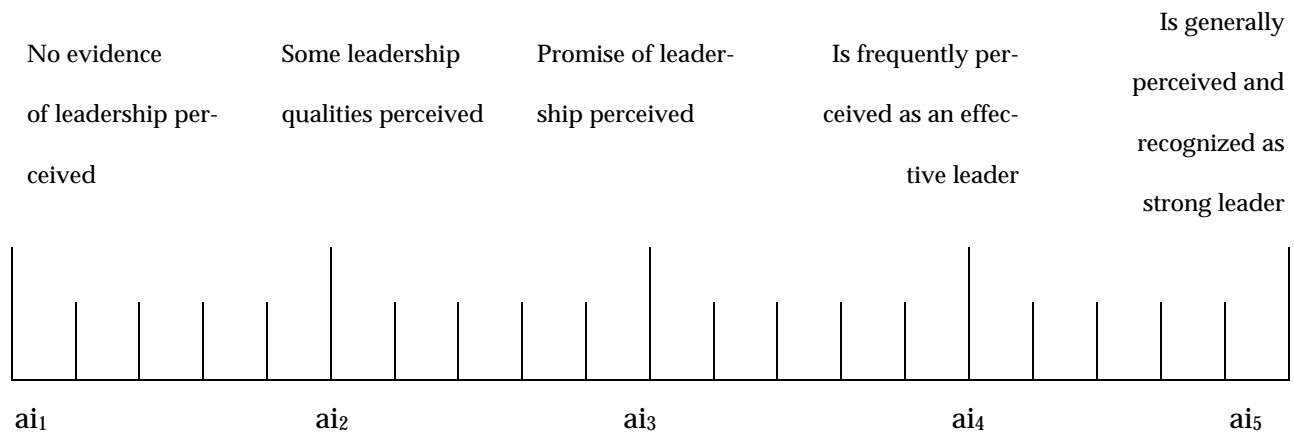 No evidence
of leadership per-
ceived
Some leadership
qualities perceived
Promise of leader-
ship perceived
Is frequently per-
ceived as an effec-
tive leader
Is generally
perceived and
recognized as
strong leader
ai₁
ai₂
ai₃
ai₄
ai₅